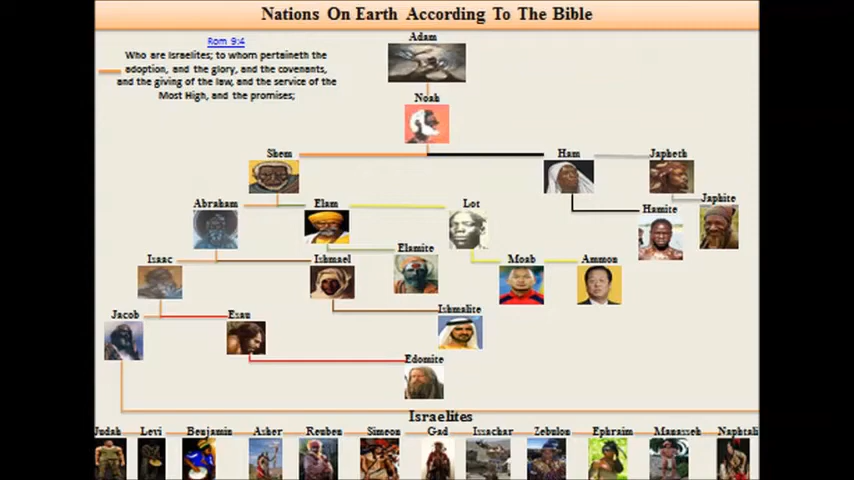 Nations On Earth According To The Bible
Rom 9:4
Who are Israelites; to whom pertaineth the
adoption, and the glory, and the covenants,
and the giving of the law, and the service of the
Most High, and the promises;
Adam
Noah
Shem
Ham
Japheth
Abraham
Elam
Lot
Hamite
Japhite
Isaac
Ishmael
Elamite
Moab
Ammon
Jacob
Esau
Ishmalite
Edomite
Israelites
Judah
Levi
Benjamin
Asher
Reuben
Simeon
Gad
Issachar
Zebulon
Ephraim
Manasseh
Naphtali